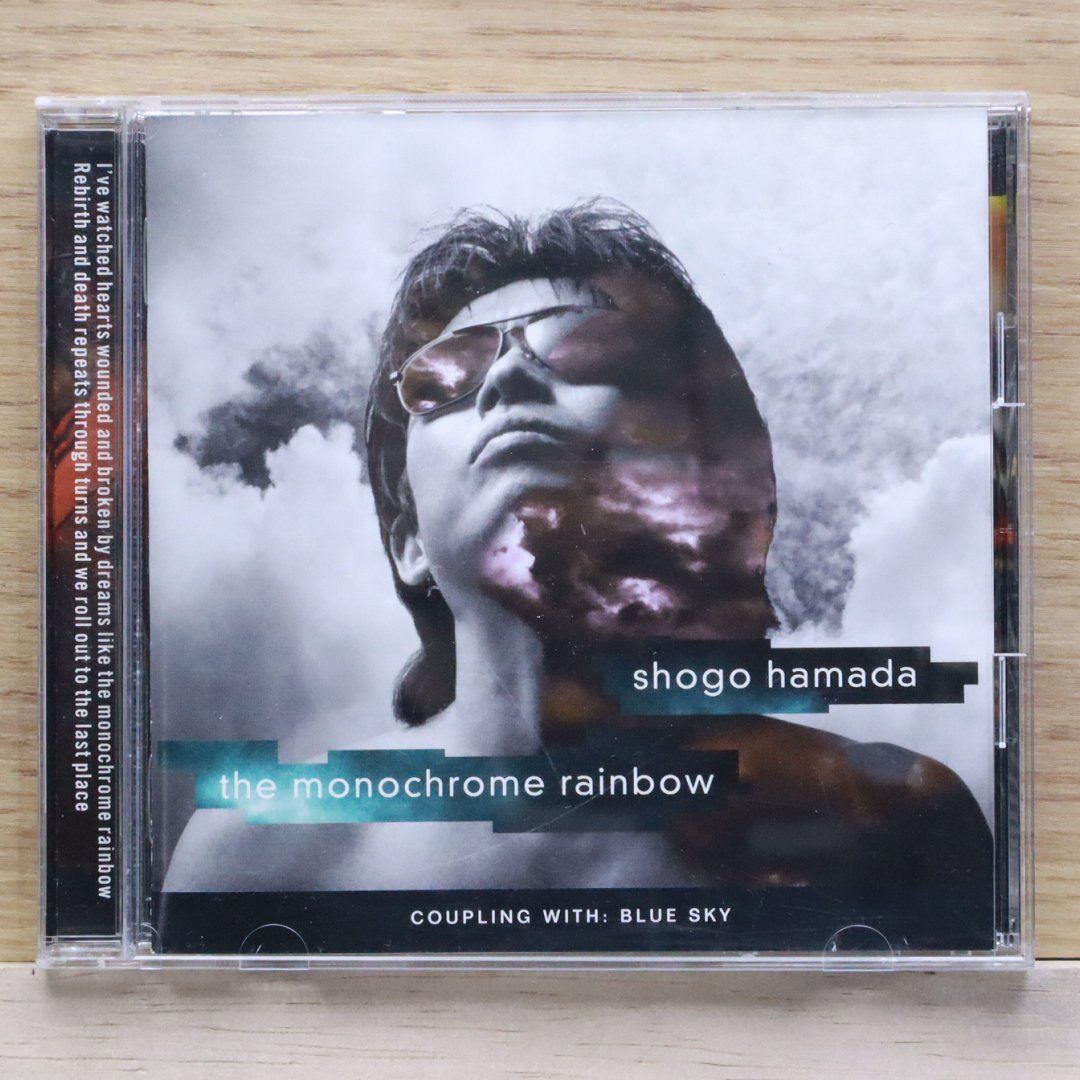 I've watched hearts wounded and broken by dreams like the monochrome rainbow
Rebirth and death repeats through turns and we roll out to the last place
shogo hamada
the monochrome rainbow
COUPLING WITH: BLUE SKY